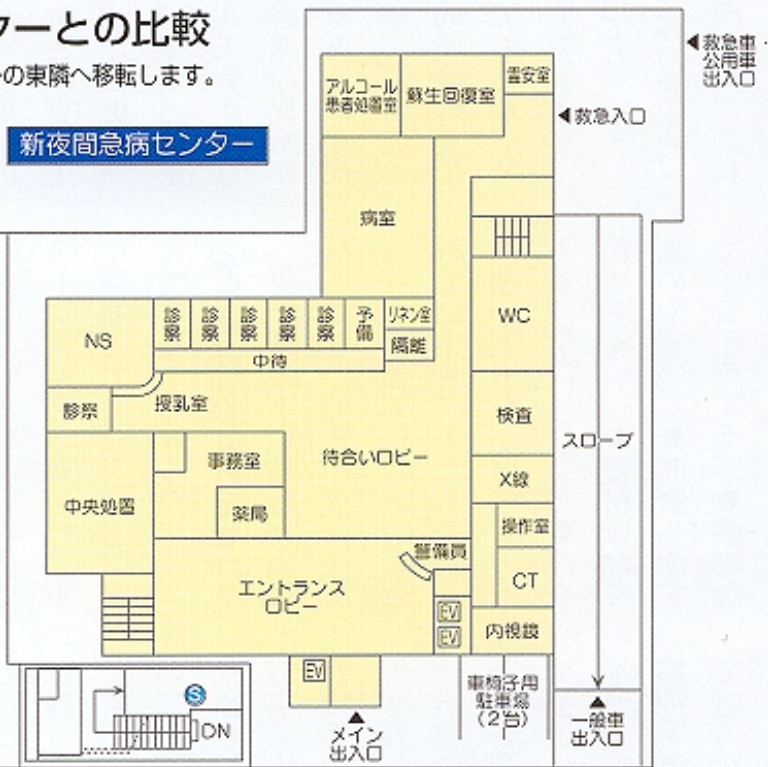 ターとの比較
の東隣へ移転します。
新夜間急病センター
救急車・
公用車
出入口
アルコール
患者処置室
蘇生回復室
霊安室
救急入口
病室
診察
診察
診察
診察
診察
予備
リネン室
隔離
NS
中待
WC
診察
授乳室
検査
スロープ
事務室
待合いロビー
X線
中央処置
薬局
操作室
警備員
エントランス
ロビー
CT
EV
EV
内視鏡
EV
車椅子用
駐車場
(2台)
S
DN
メイン
出入口
一般車
出入口